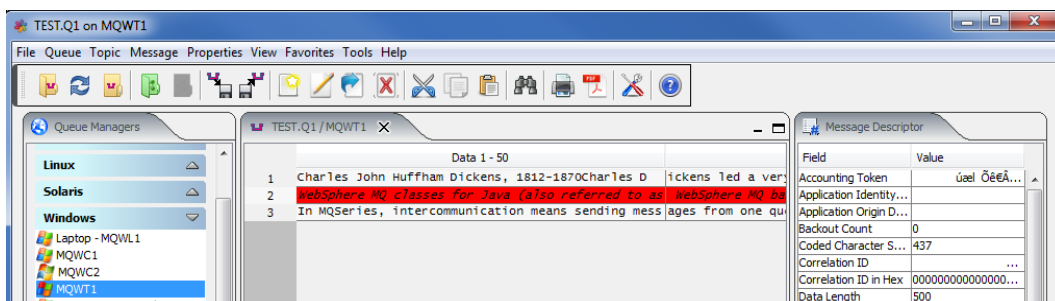 TEST.Q1 on MQWT1
File Queue Topic Message Properties View Favorites Tools Help
PDF
Queue Managers
Linux
Solaris
Windows
Laptop - MQWL1
MQWC1
MQWC2
MQWT1
TEST.Q1 / MQWT1
Data 1 - 50
1 Charles John Huffham Dickens, 1812-1870Charles D ickens led a very
2 WebSphere MQ classes for Java (also referred to as WebSphere MQ ba
3 In MQSeries, intercommunication means sending mess ages from one que
Message Descriptor
Field Value
Accounting Token
Application Identity...
Application Origin D...
Backout Count 0
Coded Character S... 437
Correlation ID ...
Correlation ID in Hex 000000000000000...
Data Length 500